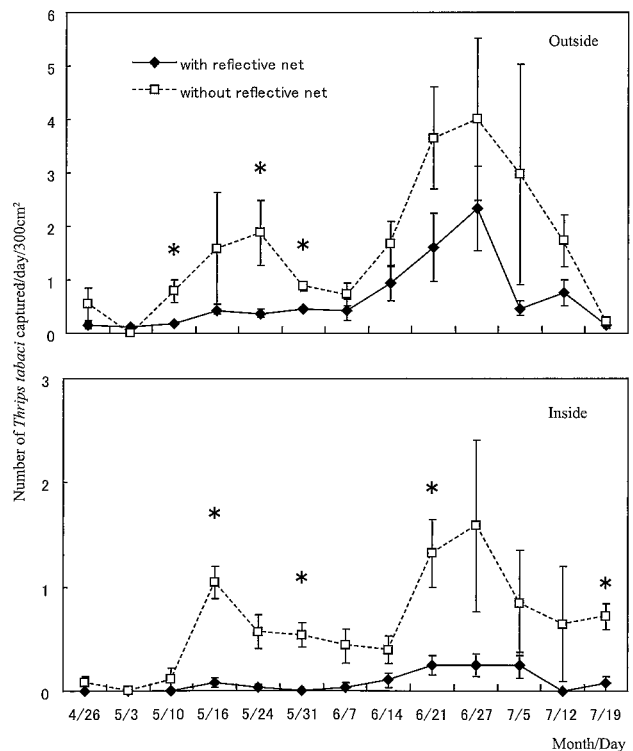 6
Outside
with reflective net
5
without reflective net
4
*
3
*
*
2
1
0
Number of Thrips tabaci captured/day/300cm²
3
Inside
2
*
*
*
*
1
0
4/26 5/3 5/10 5/16 5/24 5/31 6/7 6/14 6/21 6/27 7/5 7/12 7/19
Month/Day